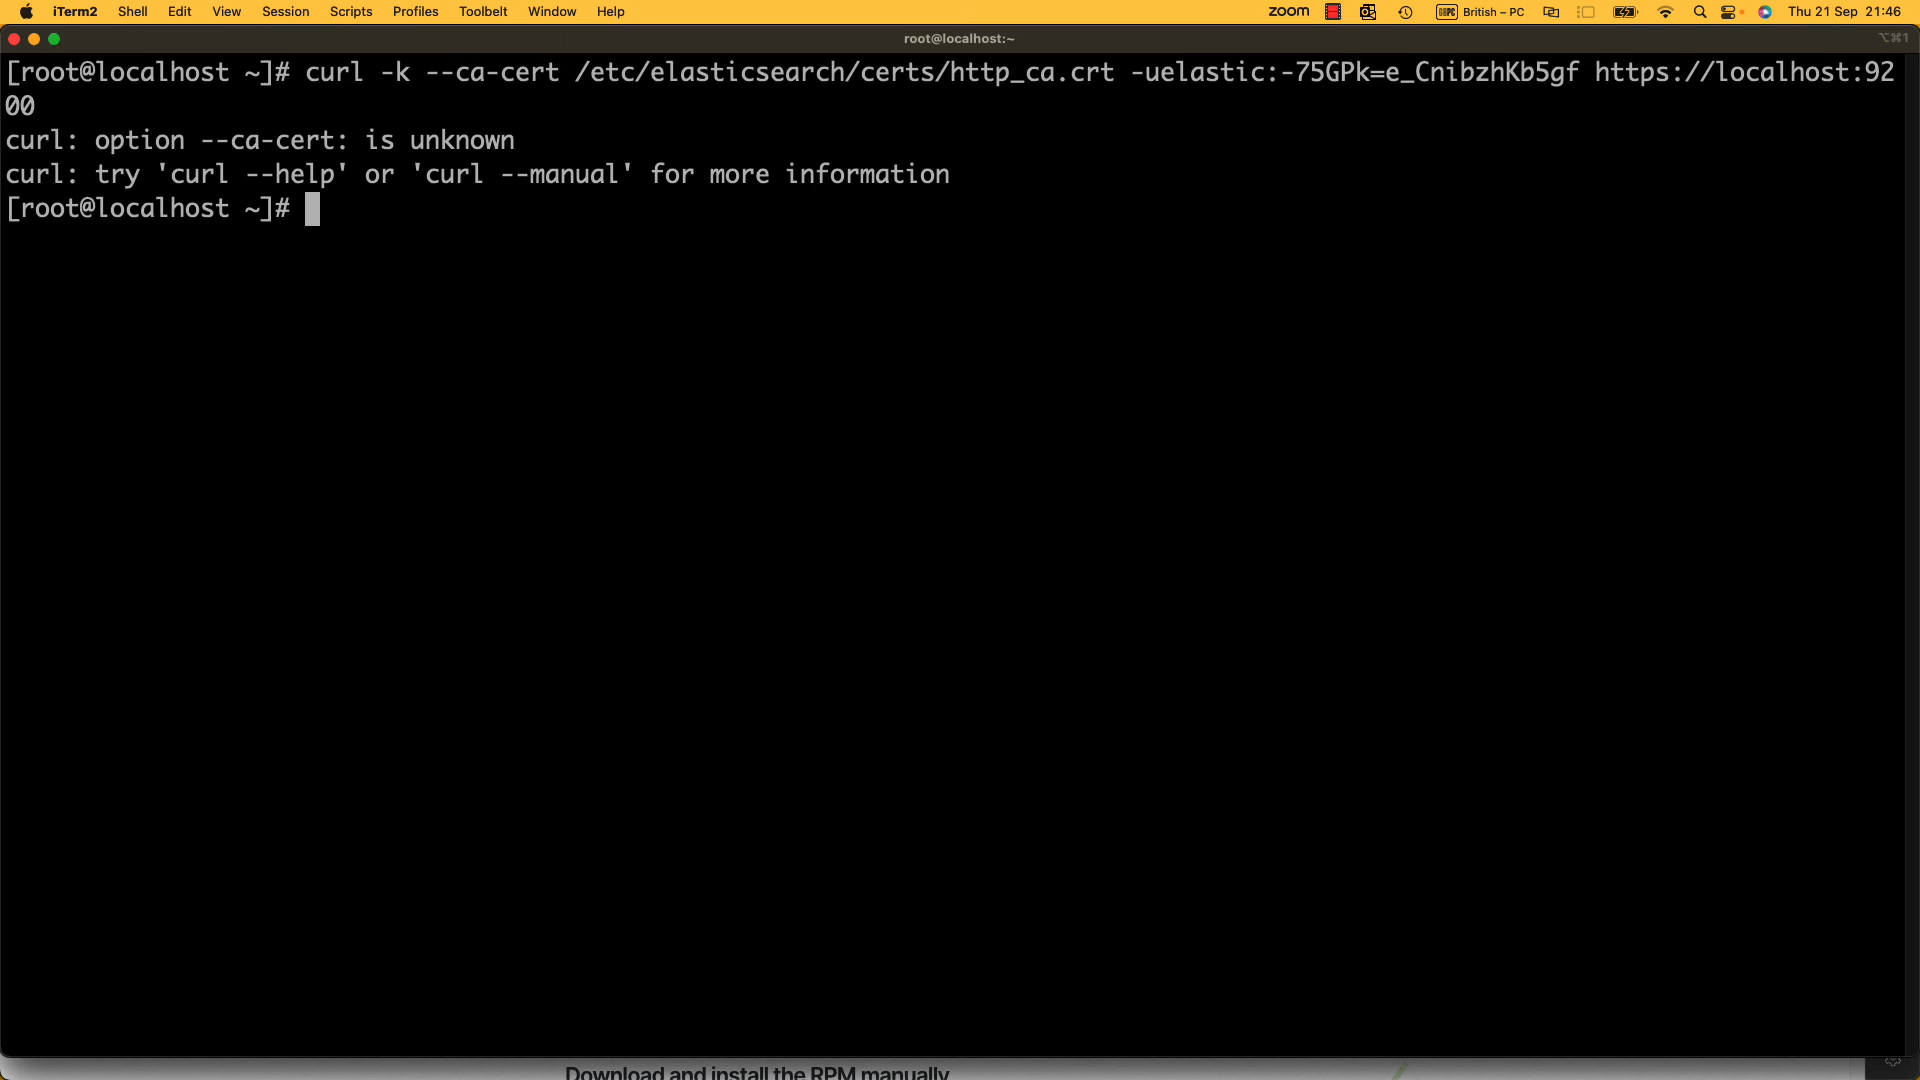 iTerm2 Shell Edit View Session Scripts Profiles Toolbelt Window Help zoom British – PC Thu 21 Sep 21:46
root@localhost:~ ⌥⌘1
[root@localhost ~]# curl -k --ca-cert /etc/elasticsearch/certs/http_ca.crt -uelastic:-75GPk=e_CnibzhKb5gf https://localhost:92
00
curl: option --ca-cert: is unknown
curl: try 'curl --help' or 'curl --manual' for more information
[root@localhost ~]#
Download and install the RPM manually